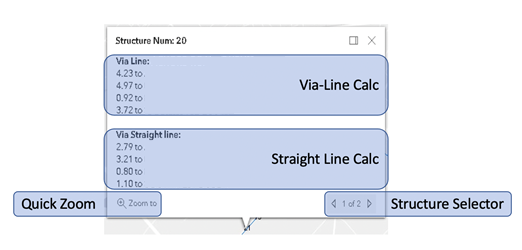 Structure Num: 20
Via Line:
4.23 to
4.97 to
0.92 to
3.72 to
Via-Line Calc
Via Straight line:
2.79 to
3.21 to
0.80 to
1.10 to
Straight Line Calc
Quick Zoom
Zoom to
1 of 2
Structure Selector